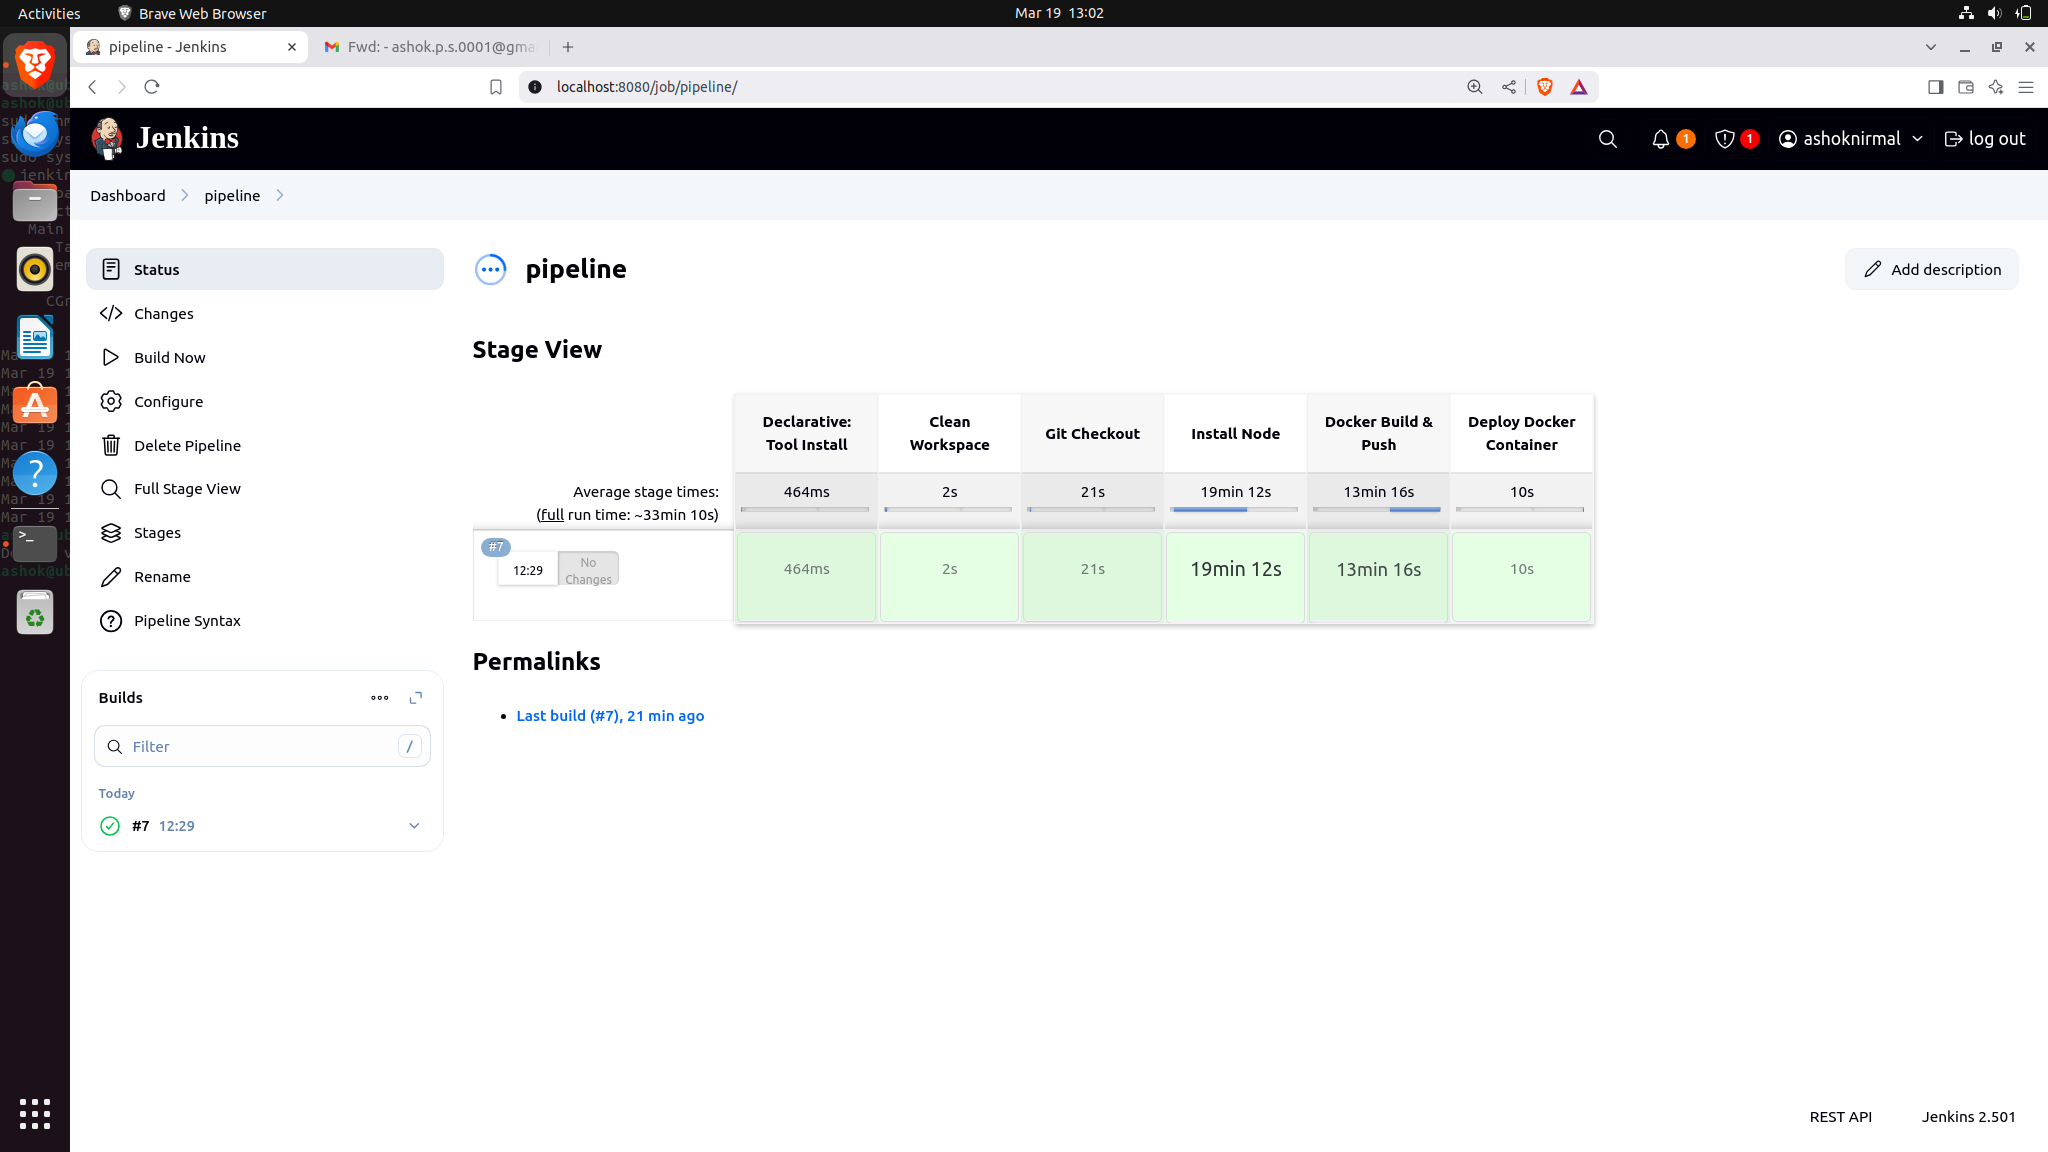 Activities
Brave Web Browser
Mar 19 13:02
pipeline - Jenkins
Fwd: - ashok.p.s.0001@gma
localhost:8080/job/pipeline/
Jenkins
1
1
ashoknirmal
log out
Dashboard
pipeline
Status
Changes
Build Now
Configure
Delete Pipeline
Full Stage View
Stages
Rename
Pipeline Syntax
Builds
Filter
/
Today
#7 12:29
pipeline
Add description
Stage View
Declarative: Tool Install
Clean Workspace
Git Checkout
Install Node
Docker Build & Push
Deploy Docker Container
Average stage times:
(full run time: ~33min 10s)
464ms
2s
21s
19min 12s
13min 16s
10s
#7
12:29
No Changes
464ms
2s
21s
19min 12s
13min 16s
10s
Permalinks
Last build (#7), 21 min ago
REST API
Jenkins 2.501